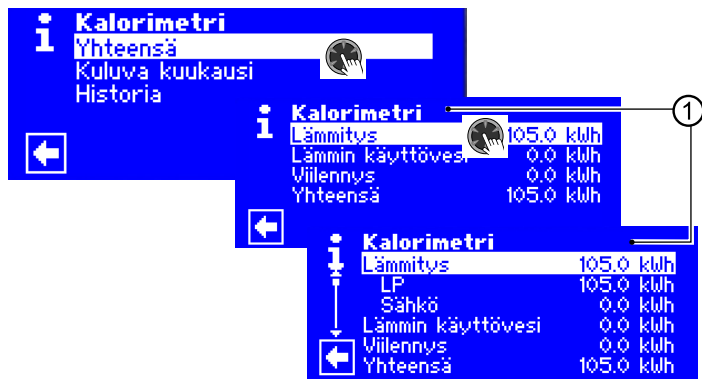 Kalorimetri
Yhteensä
Kuluva kuukausi
Historia
Kalorimetri
Lämmitys 105.0 kWh
Lämmin käyttövesi 0.0 kWh
Viilennys 0.0 kWh
Yhteensä 105.0 kWh
1
Kalorimetri
Lämmitys 105.0 kWh
LP 105.0 kWh
Sähkö 0.0 kWh
Lämmin käyttövesi 0.0 kWh
Viilennys 0.0 kWh
Yhteensä 105.0 kWh